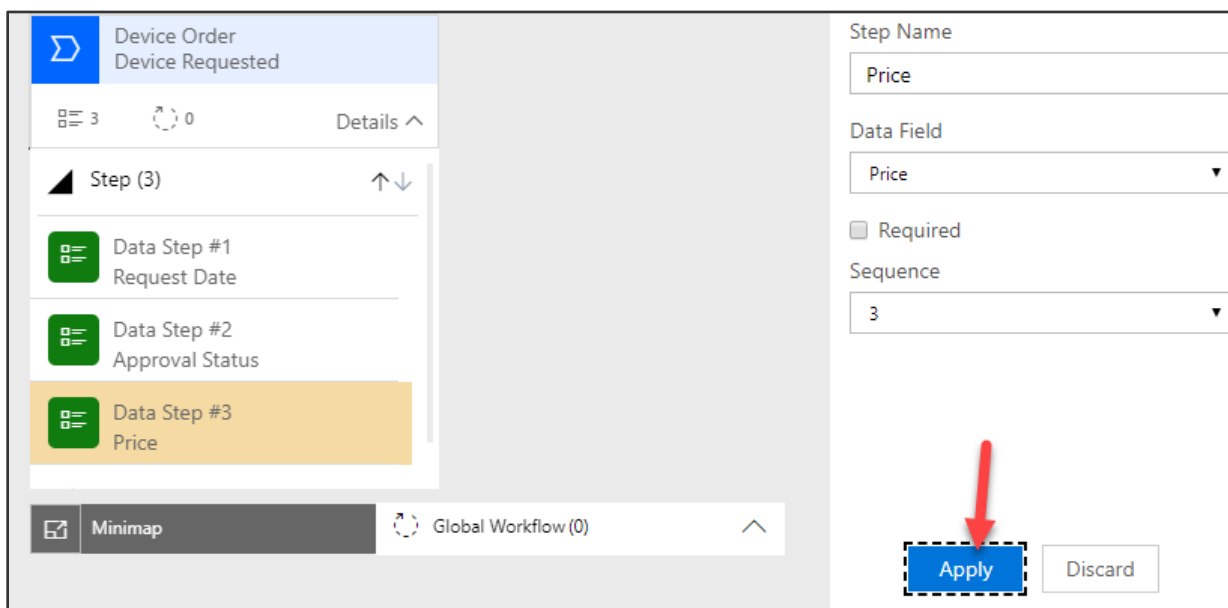 Device Order
Device Requested
3
0
Details
Step (3)
Data Step #1
Request Date
Data Step #2
Approval Status
Data Step #3
Price
Minimap
Global Workflow (0)
Step Name
Price
Data Field
Price
Required
Sequence
3
Apply
Discard